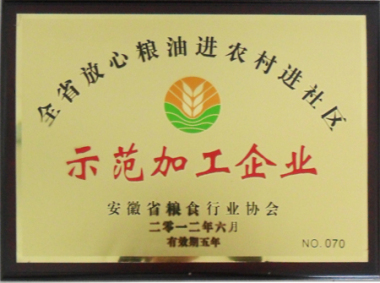 全省放心粮油进农村进社区
示范加工企业
安徽省粮食行业协会
二零一二年六月
有效期五年
NO. 070